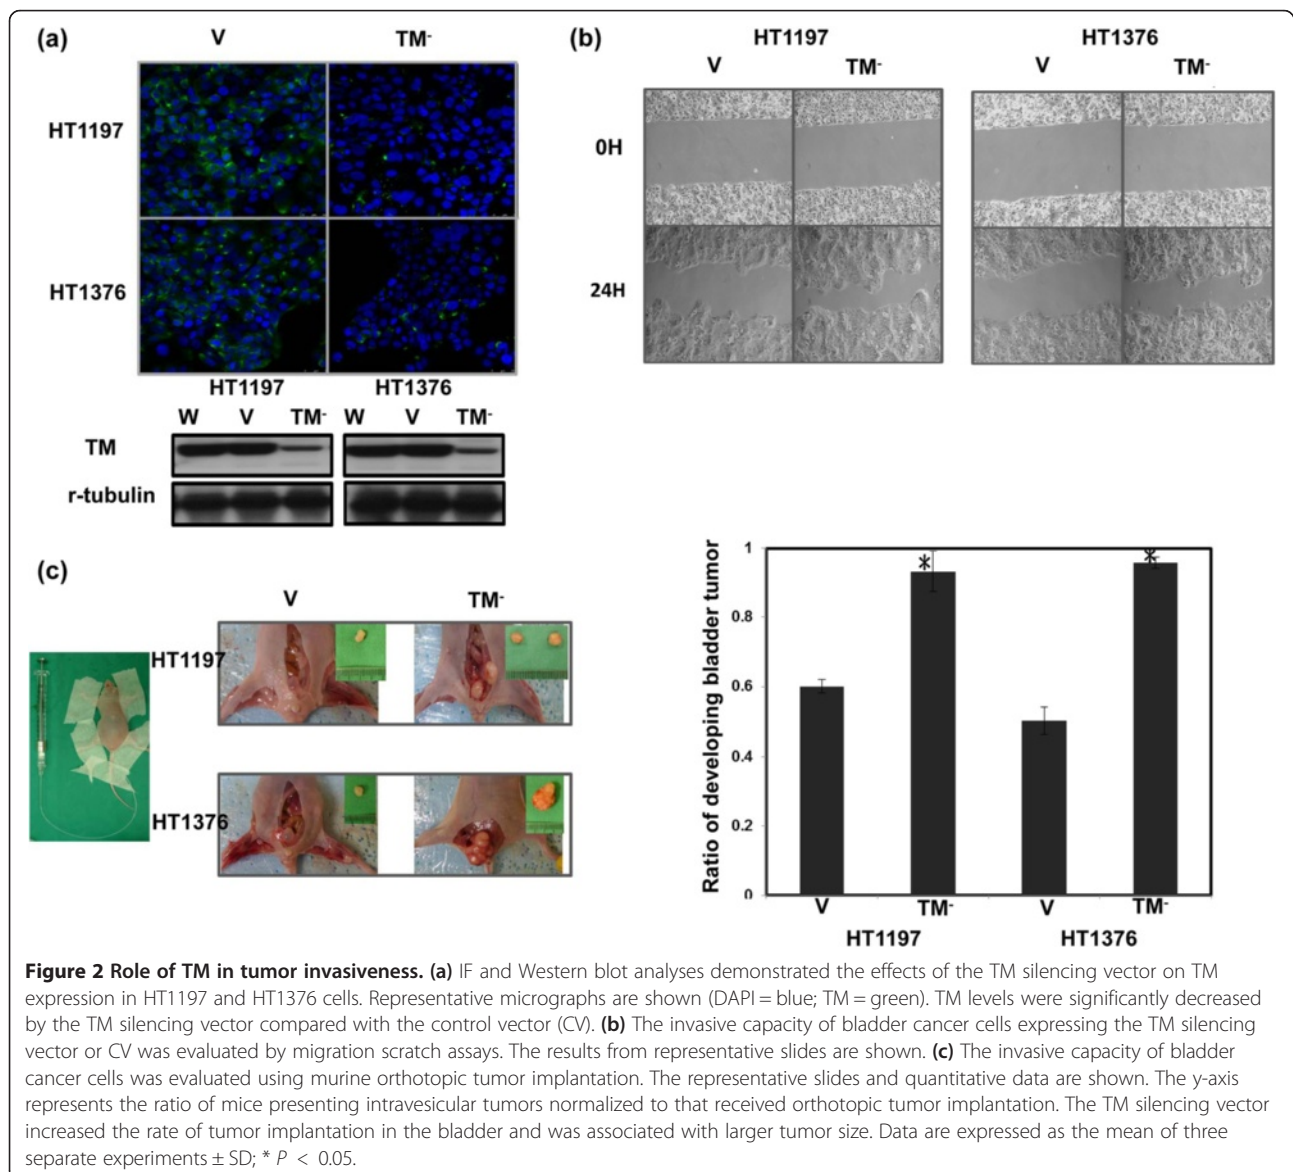 (a)
V TM-
HT1197
HT1376
HT1197 HT1376
W V TM- W V TM-
TM
r-tubulin
(b)
HT1197 HT1376
V TM- V TM-
0H
24H
(c)
V TM-
HT1197
HT1376
Ratio of developing bladder tumor
1
0.8
0.6
0.4
0.2
0
* *
V TM- V TM-
HT1197 HT1376
Figure 2 Role of TM in tumor invasiveness. (a) IF and Western blot analyses demonstrated the effects of the TM silencing vector on TM
expression in HT1197 and HT1376 cells. Representative micrographs are shown (DAPI = blue; TM = green). TM levels were significantly decreased
by the TM silencing vector compared with the control vector (CV). (b) The invasive capacity of bladder cancer cells expressing the TM silencing
vector or CV was evaluated by migration scratch assays. The results from representative slides are shown. (c) The invasive capacity of bladder
cancer cells was evaluated using murine orthotopic tumor implantation. The representative slides and quantitative data are shown. The y-axis
represents the ratio of mice presenting intravesicular tumors normalized to that received orthotopic tumor implantation. The TM silencing vector
increased the rate of tumor implantation in the bladder and was associated with larger tumor size. Data are expressed as the mean of three
separate experiments ± SD; * P < 0.05.